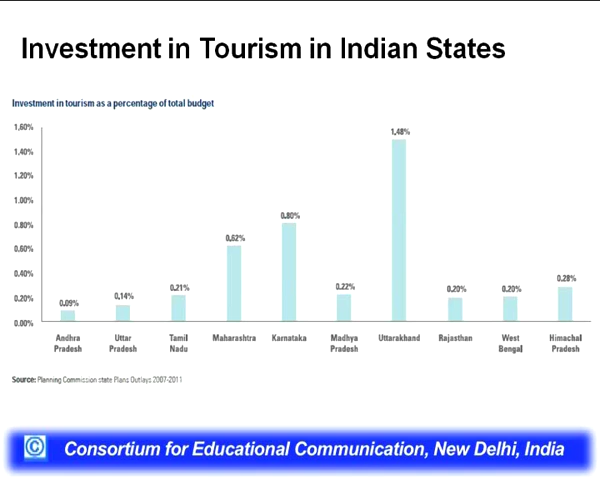 Investment in Tourism in Indian States
Investment in tourism as a percentage of total budget
1.60%
1.40%
1.20%
1.00%
0.80%
0.60%
0.40%
0.20%
0.00%
0.09%
0.14%
0.21%
0.62%
0.80%
0.22%
1.48%
0.20%
0.20%
0.28%
Andhra
Pradesh
Uttar
Pradesh
Tamil
Nadu
Maharashtra
Karnataka
Madhya
Pradesh
Uttarakhand
Rajasthan
West
Bengal
Himachal
Pradesh
Source: Planning Commission state Plans Outlays 2007-2011
© Consortium for Educational Communication, New Delhi, India